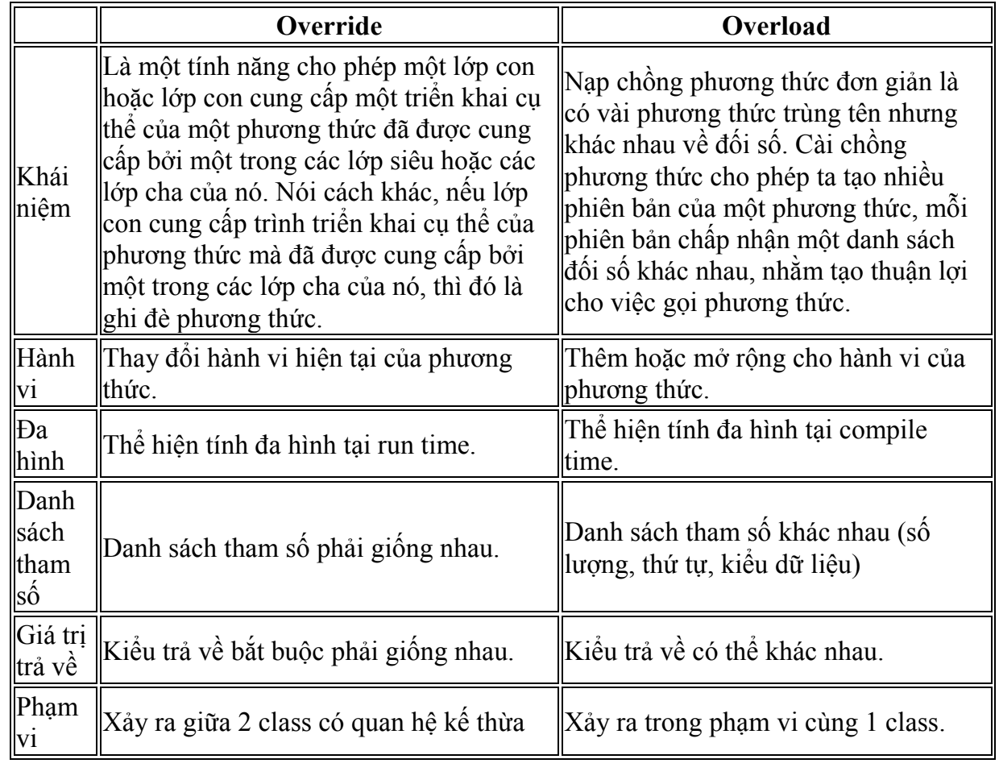 Override
Overload
Khái
niệm
Là một tính năng cho phép một lớp con
hoặc lớp con cung cấp một triển khai cụ
thể của một phương thức đã được cung
cấp bởi một trong các lớp siêu hoặc các
lớp cha của nó. Nói cách khác, nếu lớp
con cung cấp trình triển khai cụ thể của
phương thức mà đã được cung cấp bởi
một trong các lớp cha của nó, thì đó là
ghi đè phương thức.
Nạp chồng phương thức đơn giản là
có vài phương thức trùng tên nhưng
khác nhau về đối số. Cài chồng
phương thức cho phép ta tạo nhiều
phiên bản của một phương thức, mỗi
phiên bản chấp nhận một danh sách
đối số khác nhau, nhằm tạo thuận lợi
cho việc gọi phương thức.
Hành
vi
Thay đổi hành vi hiện tại của phương
thức.
Thêm hoặc mở rộng cho hành vi của
phương thức.
Đa
hình
Thể hiện tính đa hình tại run time.
Thể hiện tính đa hình tại compile
time.
Danh
sách
tham
số
Danh sách tham số phải giống nhau.
Danh sách tham số khác nhau (số
lượng, thứ tự, kiểu dữ liệu)
Giá trị
trả về
Kiểu trả về bắt buộc phải giống nhau.
Kiểu trả về có thể khác nhau.
Phạm
vi
Xảy ra giữa 2 class có quan hệ kế thừa
Xảy ra trong phạm vi cùng 1 class.